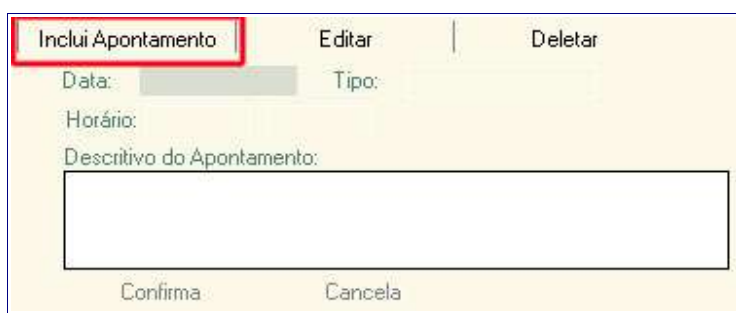 Inclui Apontamento | Editar | Deletar
Data: Tipo:
Horário:
Descritivo do Apontamento:
Confirma Cancela